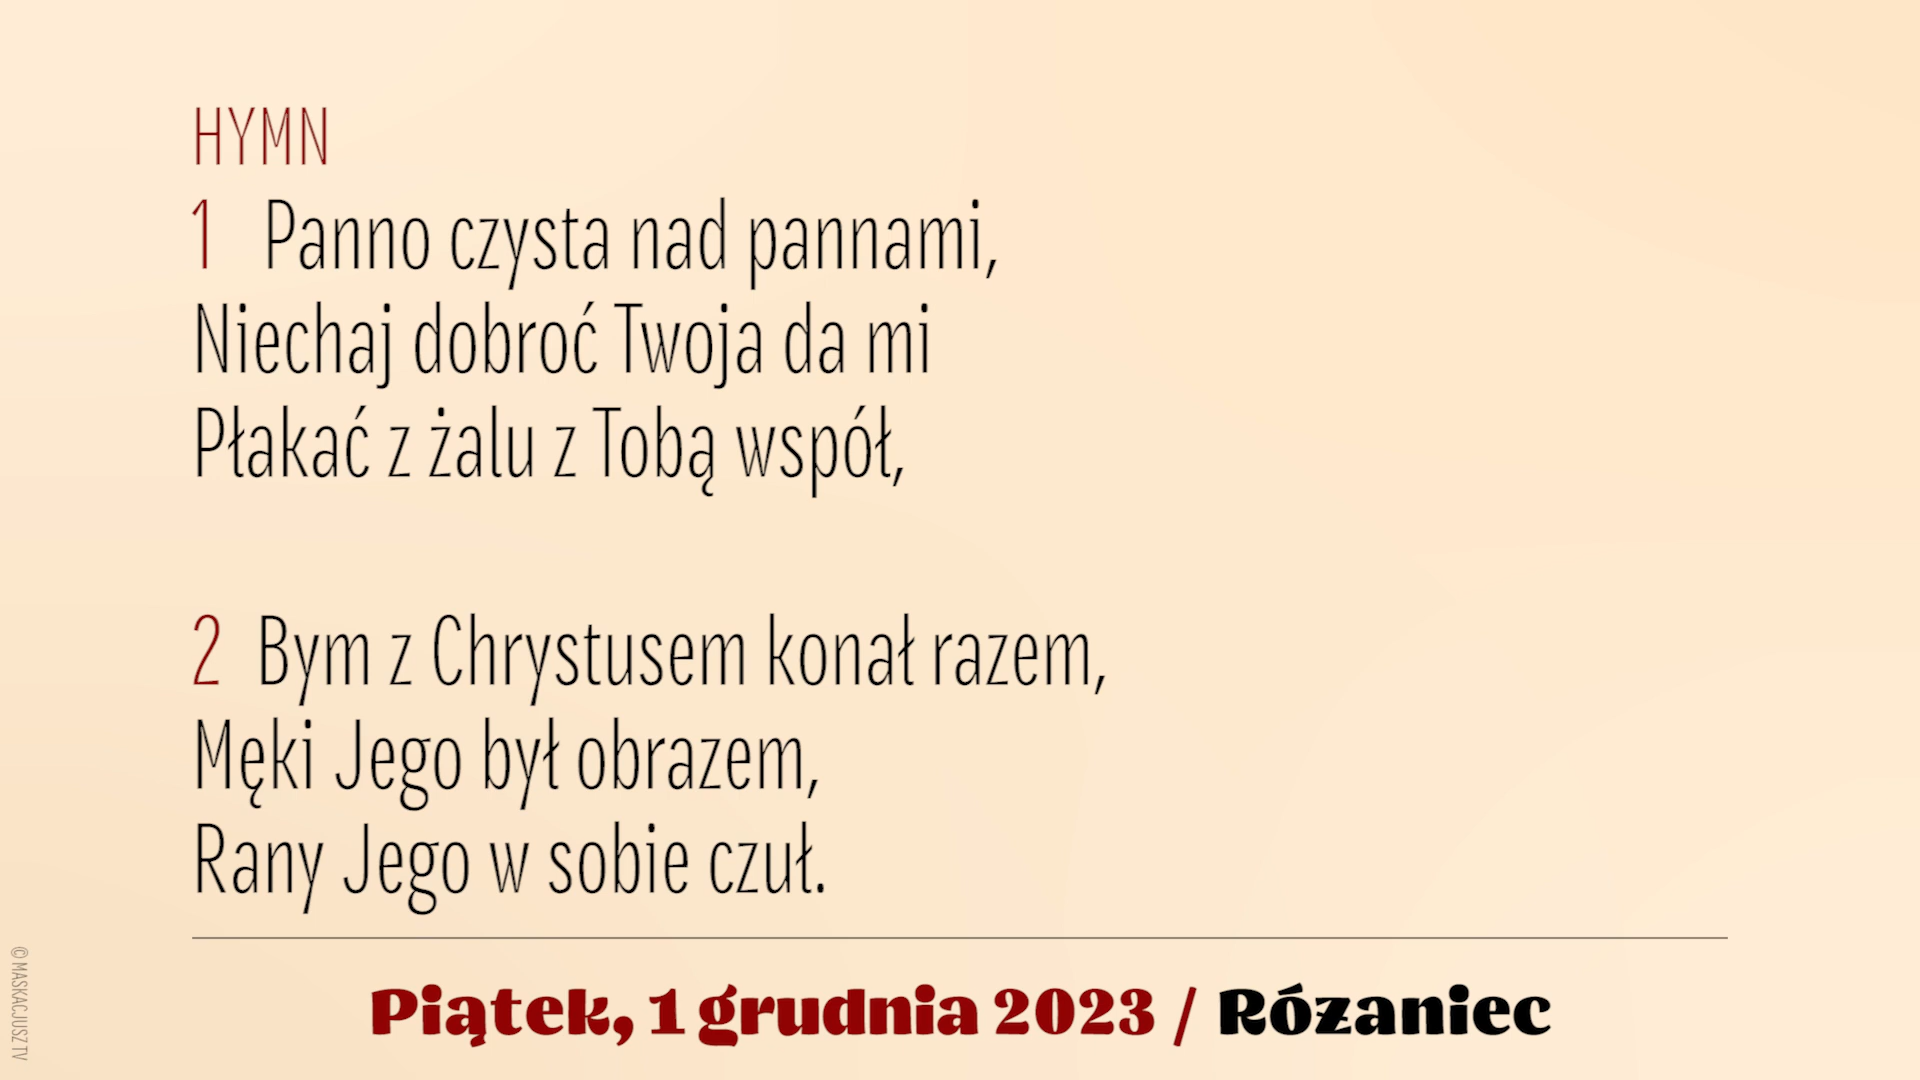 HYMN
1 Panno czysta nad pannami,
Niechaj dobroć Twoja da mi
Płakać z żalu z Tobą współ,
2 Bym z Chrystusem konał razem,
Męki Jego był obrazem,
Rany Jego w sobie czuł.
Piątek, 1 grudnia 2023 / Różaniec
© MASKACJUSZ TV